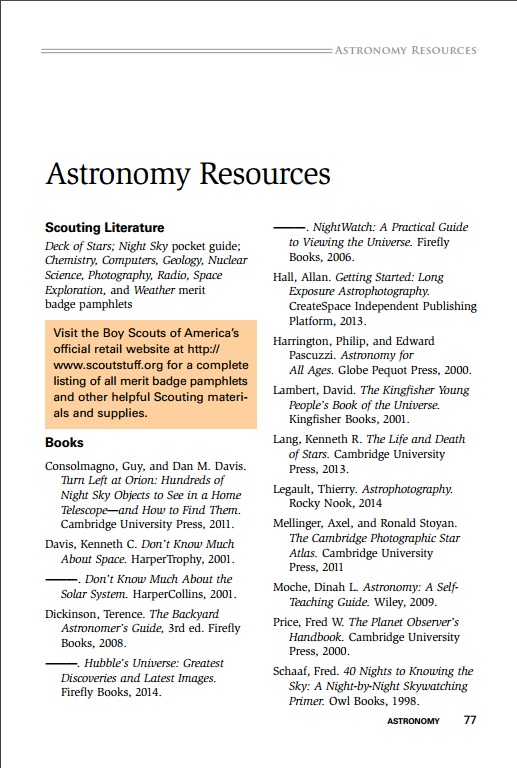 ASTRONOMY RESOURCES
Astronomy Resources
Scouting Literature
Deck of Stars; Night Sky pocket guide;
Chemistry, Computers, Geology, Nuclear
Science, Photography, Radio, Space
Exploration, and Weather merit
badge pamphlets
Visit the Boy Scouts of America's
official retail website at http://
www.scoutstuff.org for a complete
listing of all merit badge pamphlets
and other helpful Scouting materi-
als and supplies.
Books
Consolmagno, Guy, and Dan M. Davis.
Turn Left at Orion: Hundreds of
Night Sky Objects to See in a Home
Telescope—and How to Find Them.
Cambridge University Press, 2011.
Davis, Kenneth C. Don't Know Much
About Space. HarperTrophy, 2001.
———. Don't Know Much About the
Solar System. HarperCollins, 2001.
Dickinson, Terence. The Backyard
Astronomer's Guide, 3rd ed. Firefly
Books, 2008.
———. Hubble's Universe: Greatest
Discoveries and Latest Images.
Firefly Books, 2014.
———. NightWatch: A Practical Guide
to Viewing the Universe. Firefly
Books, 2006.
Hall, Allan. Getting Started: Long
Exposure Astrophotography.
CreateSpace Independent Publishing
Platform, 2013.
Harrington, Philip, and Edward
Pascuzzi. Astronomy for
All Ages. Globe Pequot Press, 2000.
Lambert, David. The Kingfisher Young
People's Book of the Universe.
Kingfisher Books, 2001.
Lang, Kenneth R. The Life and Death
of Stars. Cambridge University
Press, 2013.
Legault, Thierry. Astrophotography.
Rocky Nook, 2014
Mellinger, Axel, and Ronald Stoyan.
The Cambridge Photographic Star
Atlas. Cambridge University
Press, 2011
Moche, Dinah L. Astronomy: A Self-
Teaching Guide. Wiley, 2009.
Price, Fred W. The Planet Observer's
Handbook. Cambridge University
Press, 2000.
Schaaf, Fred. 40 Nights to Knowing the
Sky: A Night-by-Night Skywatching
Primer. Owl Books, 1998.
ASTRONOMY 77